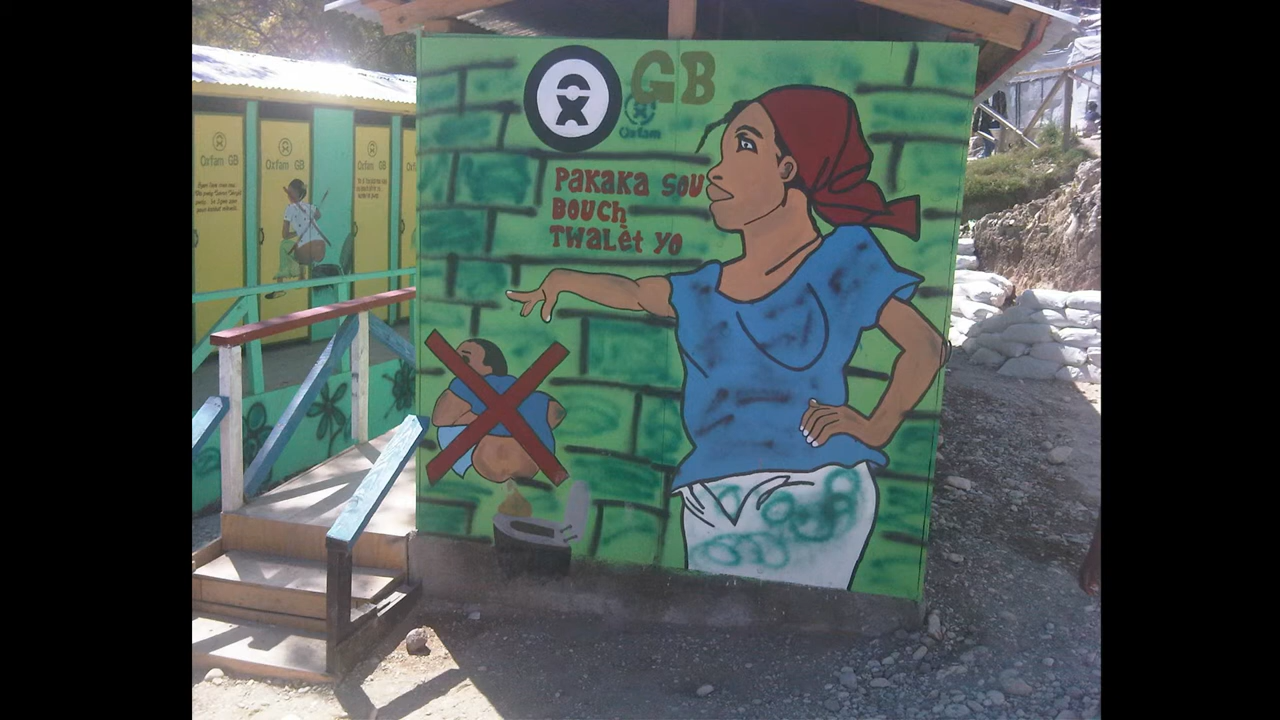 GB
Oxfam
PaKaKa SOU
BOUCH
TWALèt YO
Oxfam GB
Oxfam GB
Oxfam GB